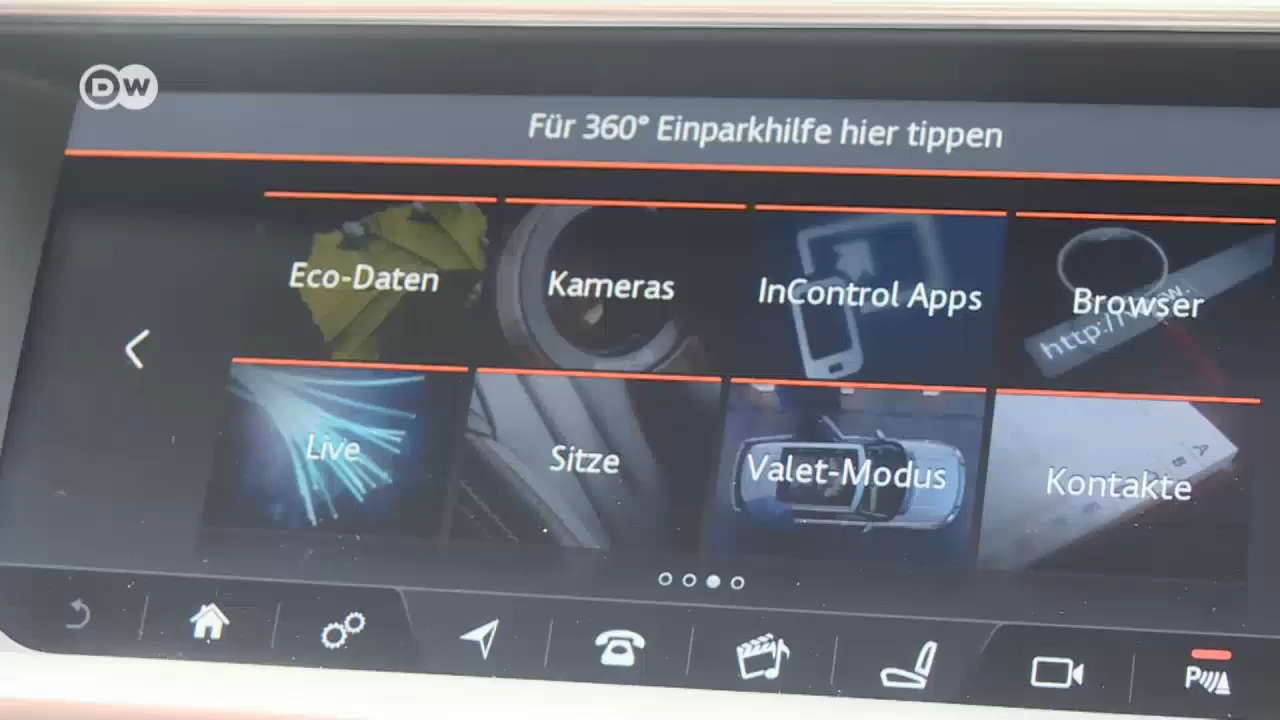 DW
Für 360° Einparkhilfe hier tippen
Eco-Daten
Kameras
InControl Apps
Browser
Live
Sitze
Valet-Modus
Kontakte